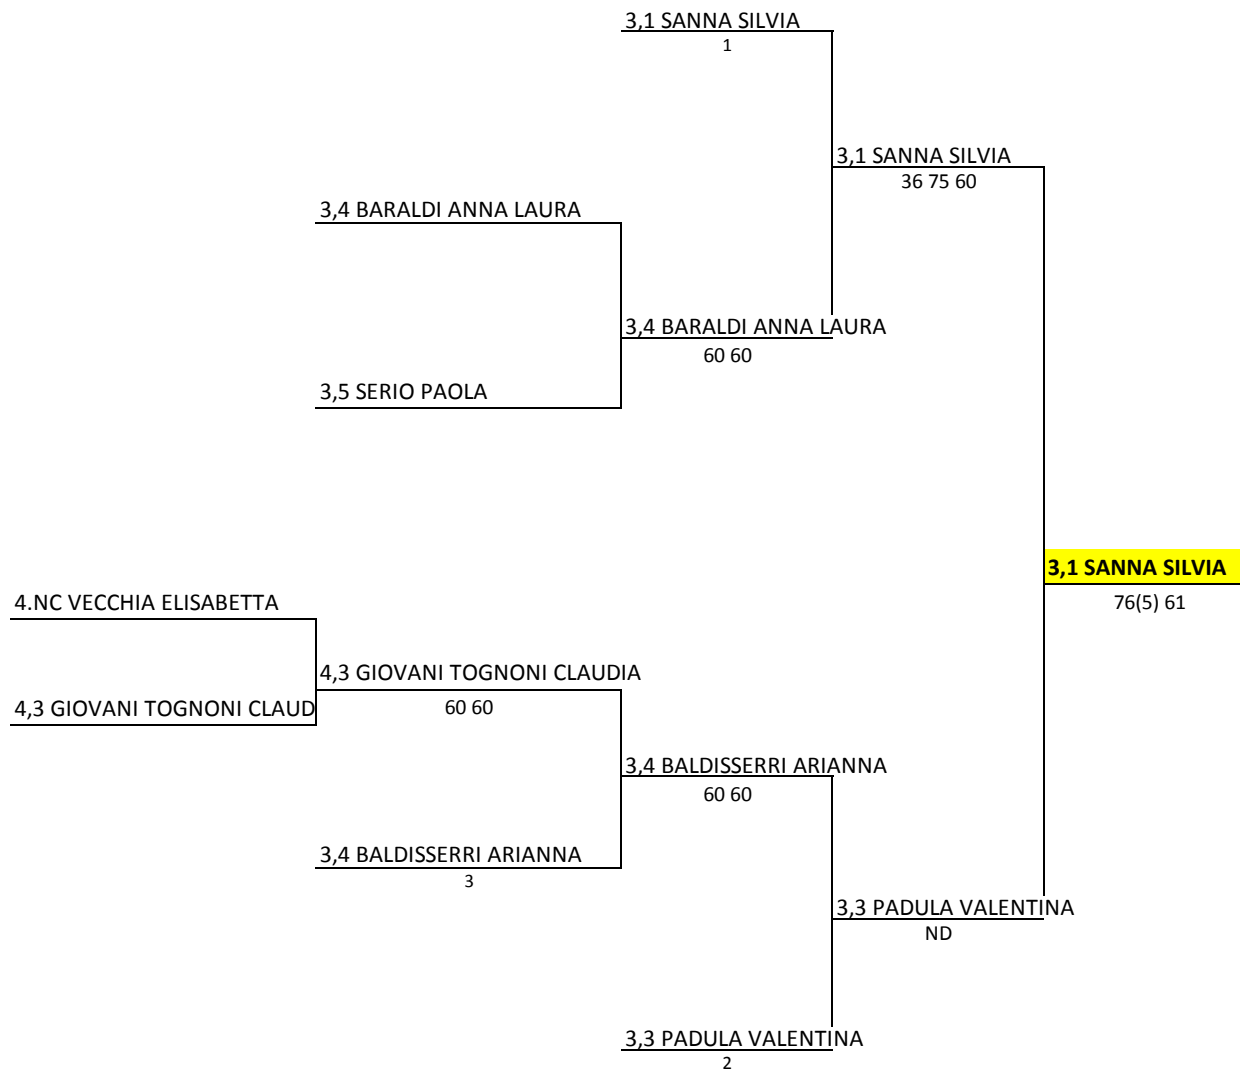 3,1 SANNA SILVIA
1
3,1 SANNA SILVIA
36 75 60
3,4 BARALDI ANNA LAURA
3,4 BARALDI ANNA LAURA
60 60
3,5 SERIO PAOLA
3,1 SANNA SILVIA
76(5) 61
4.NC VECCHIA ELISABETTA
4,3 GIOVANI TOGNONI CLAUDIA
60 60
4,3 GIOVANI TOGNONI CLAUD
3,4 BALDISSERRI ARIANNA
60 60
3,4 BALDISSERRI ARIANNA
3
3,3 PADULA VALENTINA
ND
3,3 PADULA VALENTINA
2